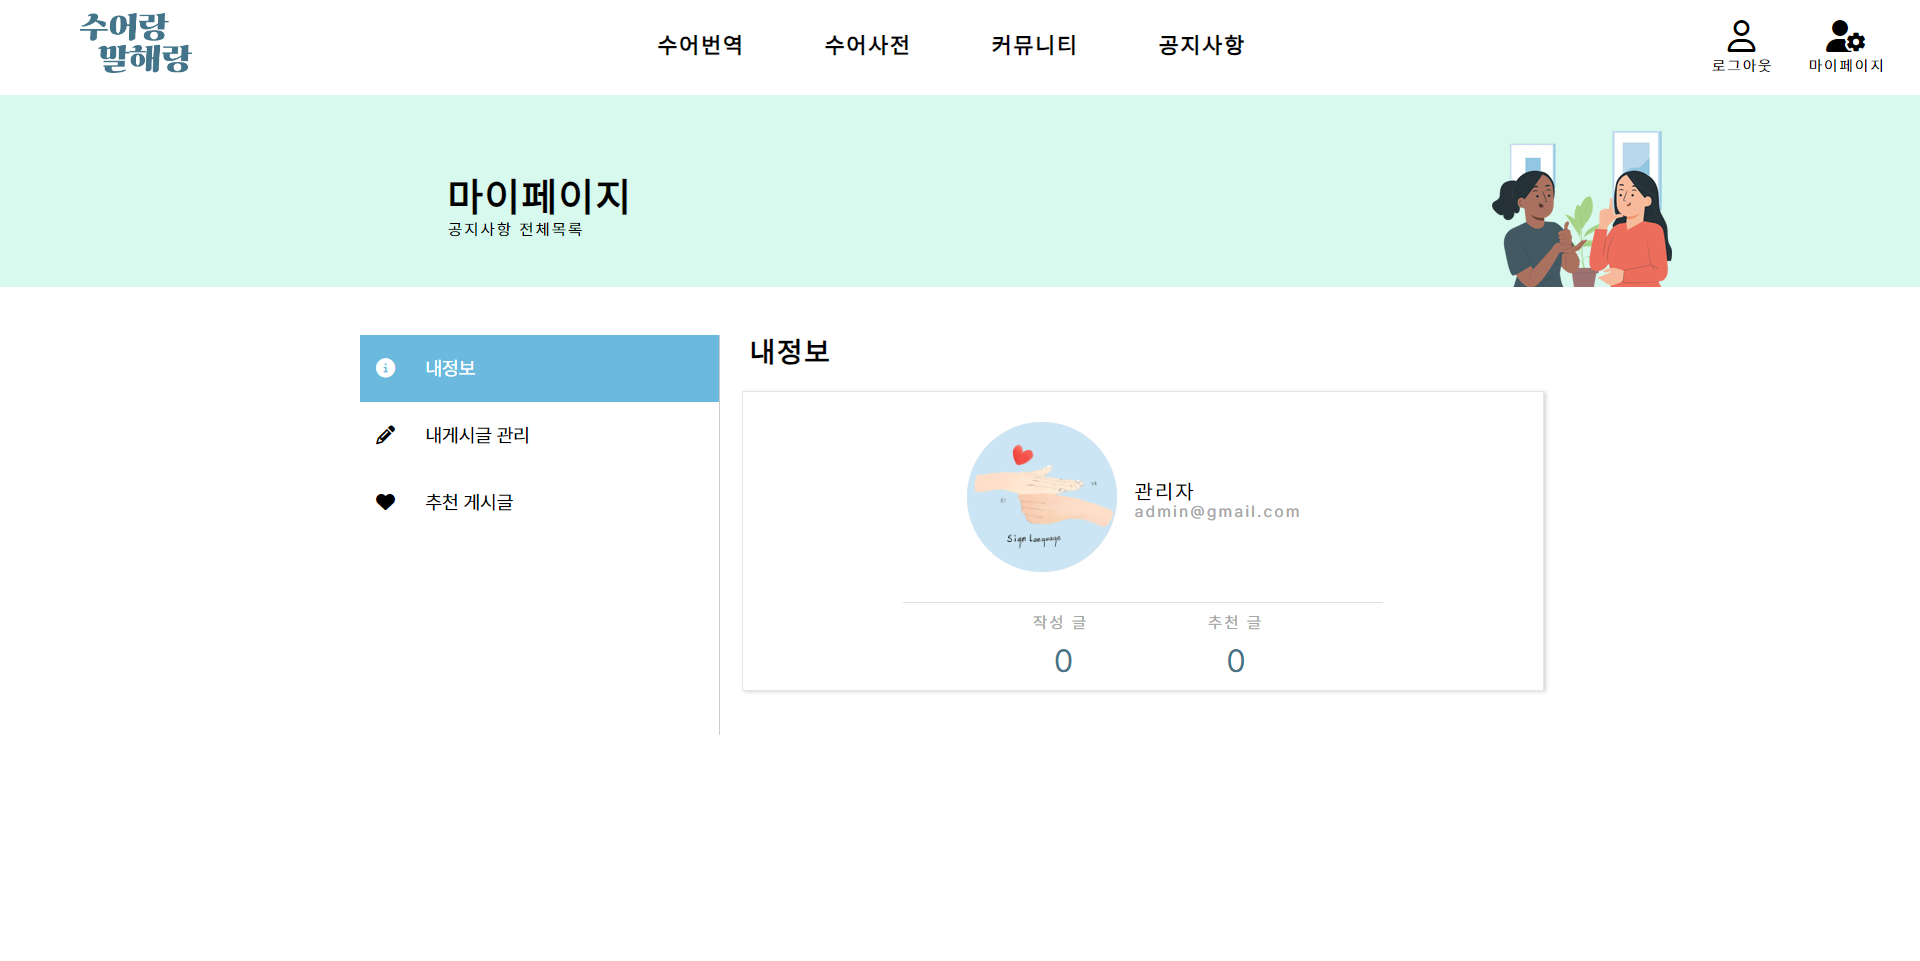 수어랑
말해랑
수어번역 수어사전 커뮤니티 공지사항
로그아웃 마이페이지
마이페이지
공지사항 전체목록
내정보
내게시글 관리
추천 게시글
내정보
Sign Language
관리자
admin@gmail.com
작성 글 추천 글
0 0